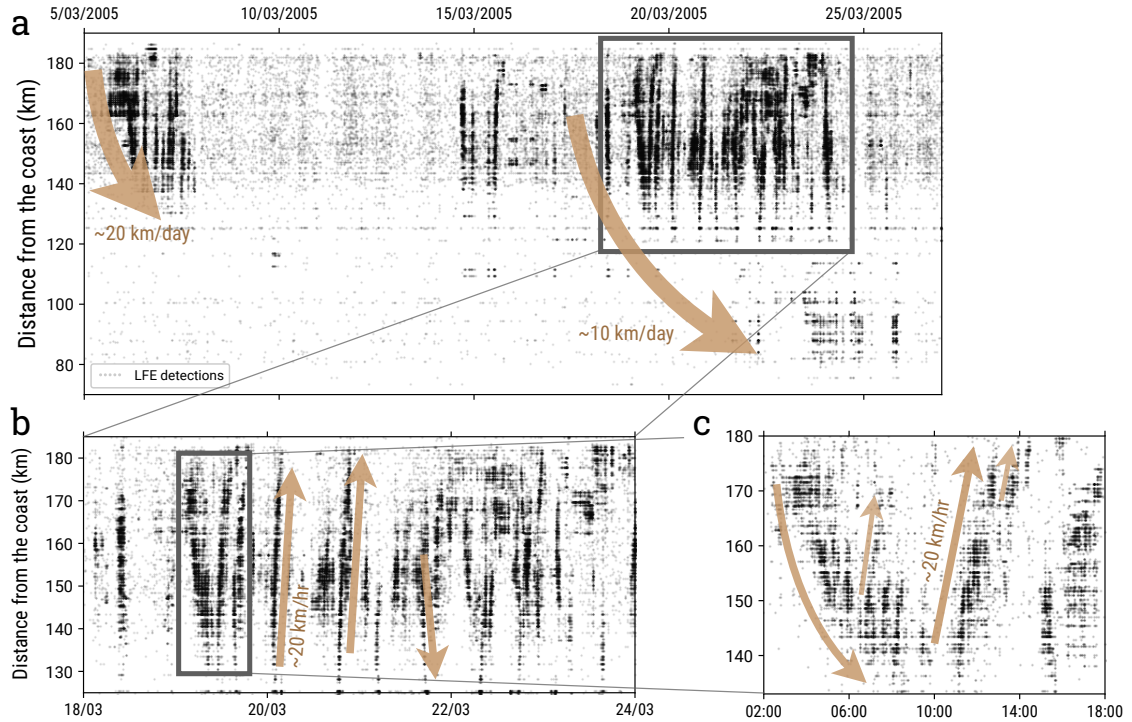 a
5/03/2005 10/03/2005 15/03/2005 20/03/2005 25/03/2005
Distance from the coast (km)
180
160
140
120
100
80
~20 km/day
~10 km/day
LFE detections
b
Distance from the coast (km)
180
170
160
150
140
130
~20 km/hr
18/03 20/03 22/03 24/03
c
180
170
160
150
140
~20 km/hr
02:00 06:00 10:00 14:00 18:00